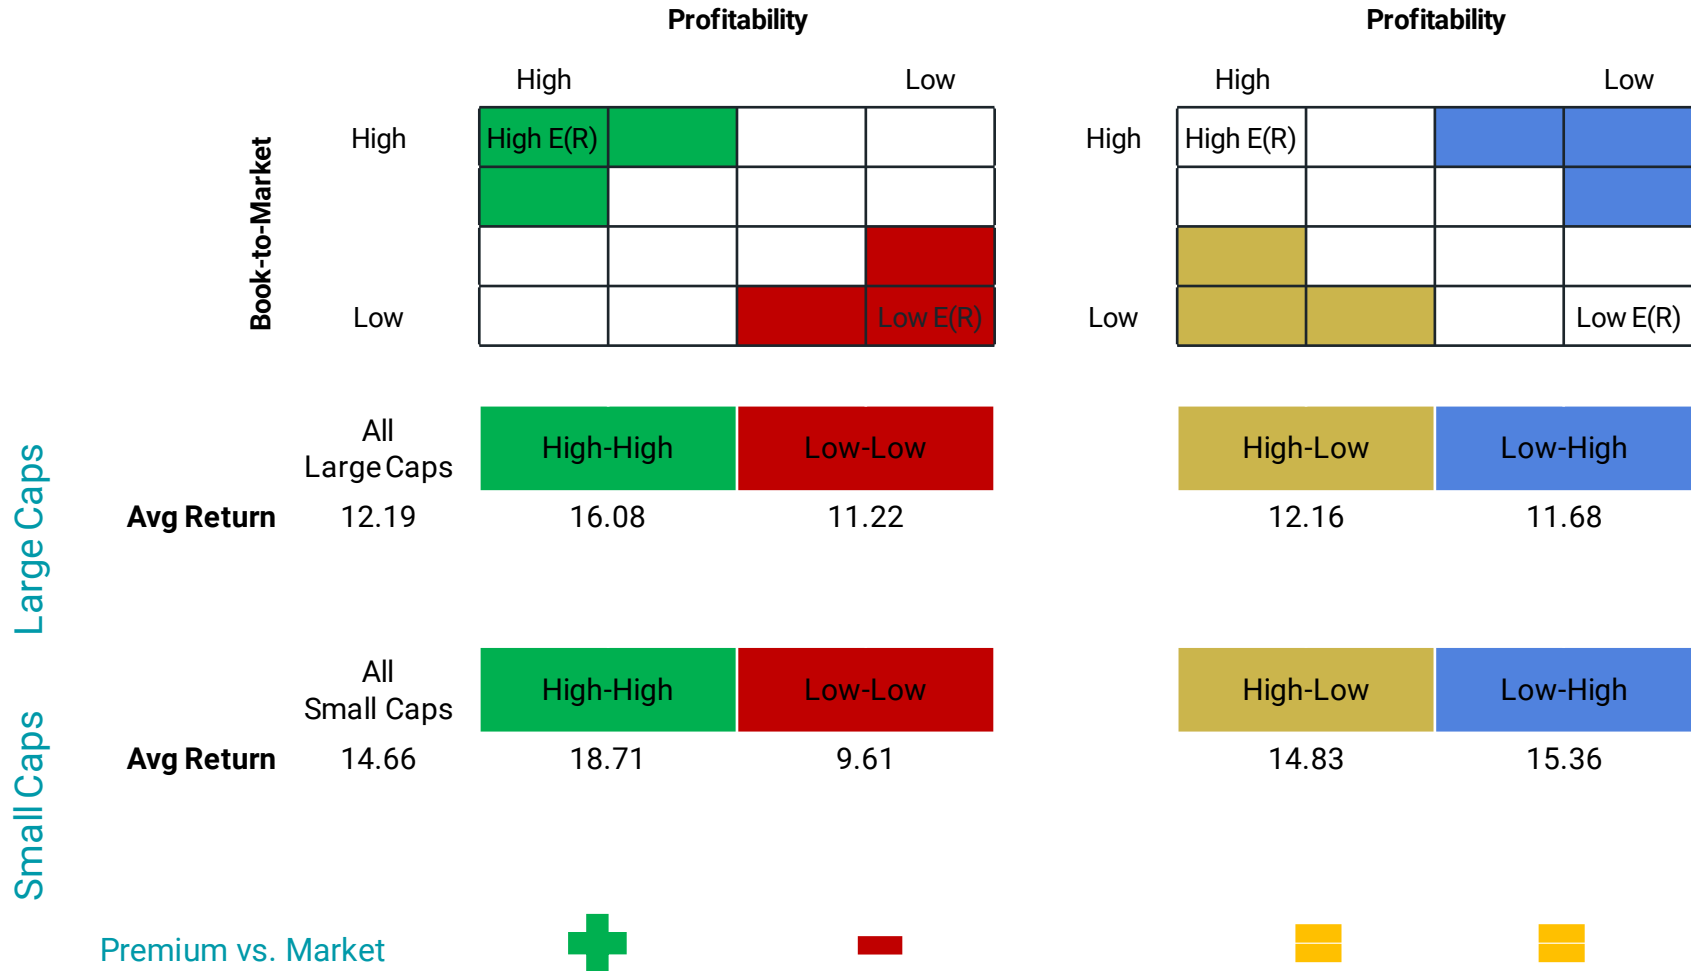 Profitability
Profitability
High
Low
High
Low
Book-to-Market
High
High E(R)
High
High E(R)
Low
Low E(R)
Low
Low E(R)
Large Caps
All
Large Caps
High-High
Low-Low
High-Low
Low-High
Avg Return
12.19
16.08
11.22
12.16
11.68
Small Caps
All
Small Caps
High-High
Low-Low
High-Low
Low-High
Avg Return
14.66
18.71
9.61
14.83
15.36
Premium vs. Market